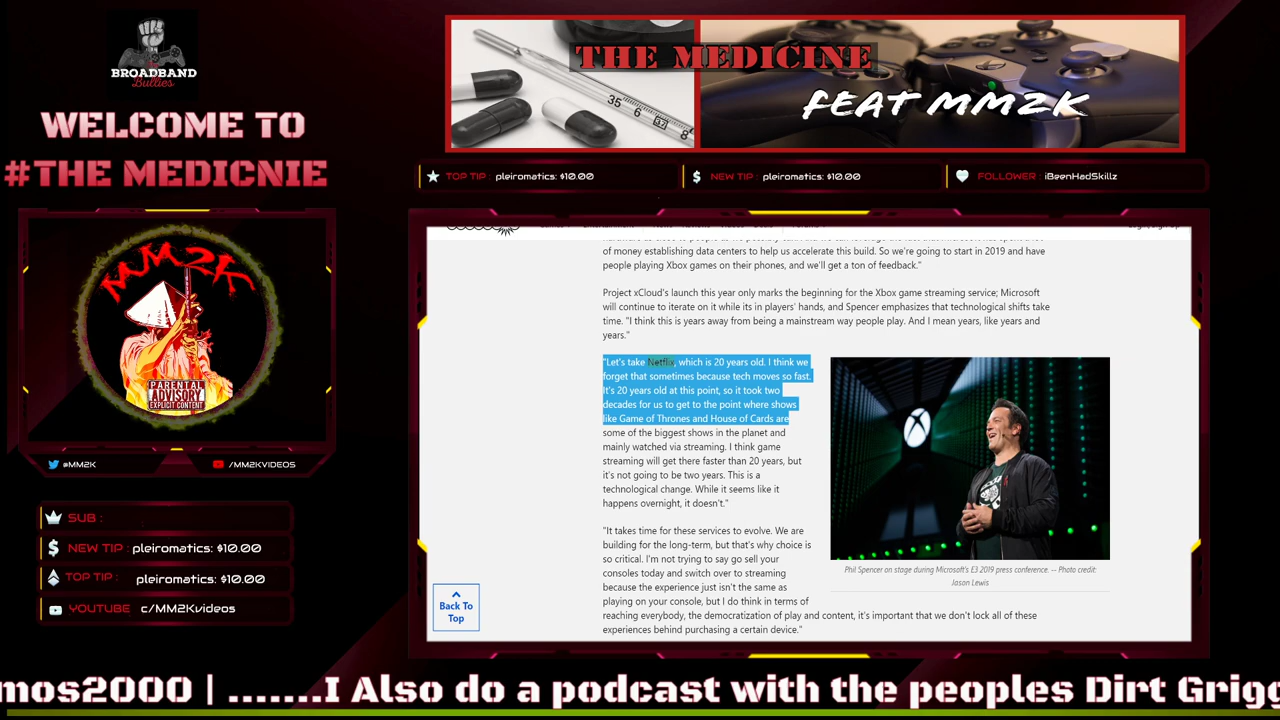 BROADBAND
Bullies
WELCOME TO
#THE MEDICNIE
THE MEDICINE
FEAT MM2K
35
6
37
8
TOP TIP : pleiromatics: $10.00
NEW TIP : pleiromatics: $10.00
FOLLOWER : iBeenHadSkillz
MM2K
PARENTAL
ADVISORY
EXPLICIT CONTENT
@MM2K
/MM2KVIDEOS
SUB :
NEW TIP : pleiromatics: $10.00
TOP TIP : pleiromatics: $10.00
YOUTUBE c/MM2Kvideos
of money establishing data centers to help us accelerate this build. So we're going to start in 2019 and have
people playing Xbox games on their phones, and we'll get a ton of feedback."
Project xCloud's launch this year only marks the beginning for the Xbox game streaming service; Microsoft
will continue to iterate on it while its in players' hands, and Spencer emphasizes that technological shifts take
time. "I think this is years away from being a mainstream way people play. And I mean years, like years and
years."
"Let's take Netflix, which is 20 years old. I think we
forget that sometimes because tech moves so fast.
It's 20 years old at this point, so it took two
decades for us to get to the point where shows
like Game of Thrones and House of Cards are
some of the biggest shows in the planet and
mainly watched via streaming. I think game
streaming will get there faster than 20 years, but
it's not going to be two years. This is a
technological change. While it seems like it
happens overnight, it doesn't."
"It takes time for these services to evolve. We are
building for the long-term, but that's why choice is
so critical. I'm not trying to say go sell your
consoles today and switch over to streaming
because the experience just isn't the same as
playing on your console, but I do think in terms of
reaching everybody, the democratization of play and content, it's important that we don't lock all of these
experiences behind purchasing a certain device."
Phil Spencer on stage during Microsoft's E3 2019 press conference. -- Photo credit:
Jason Lewis
Back To
Top
mos2000 | .......I Also do a podcast with the peoples Dirt Grigg